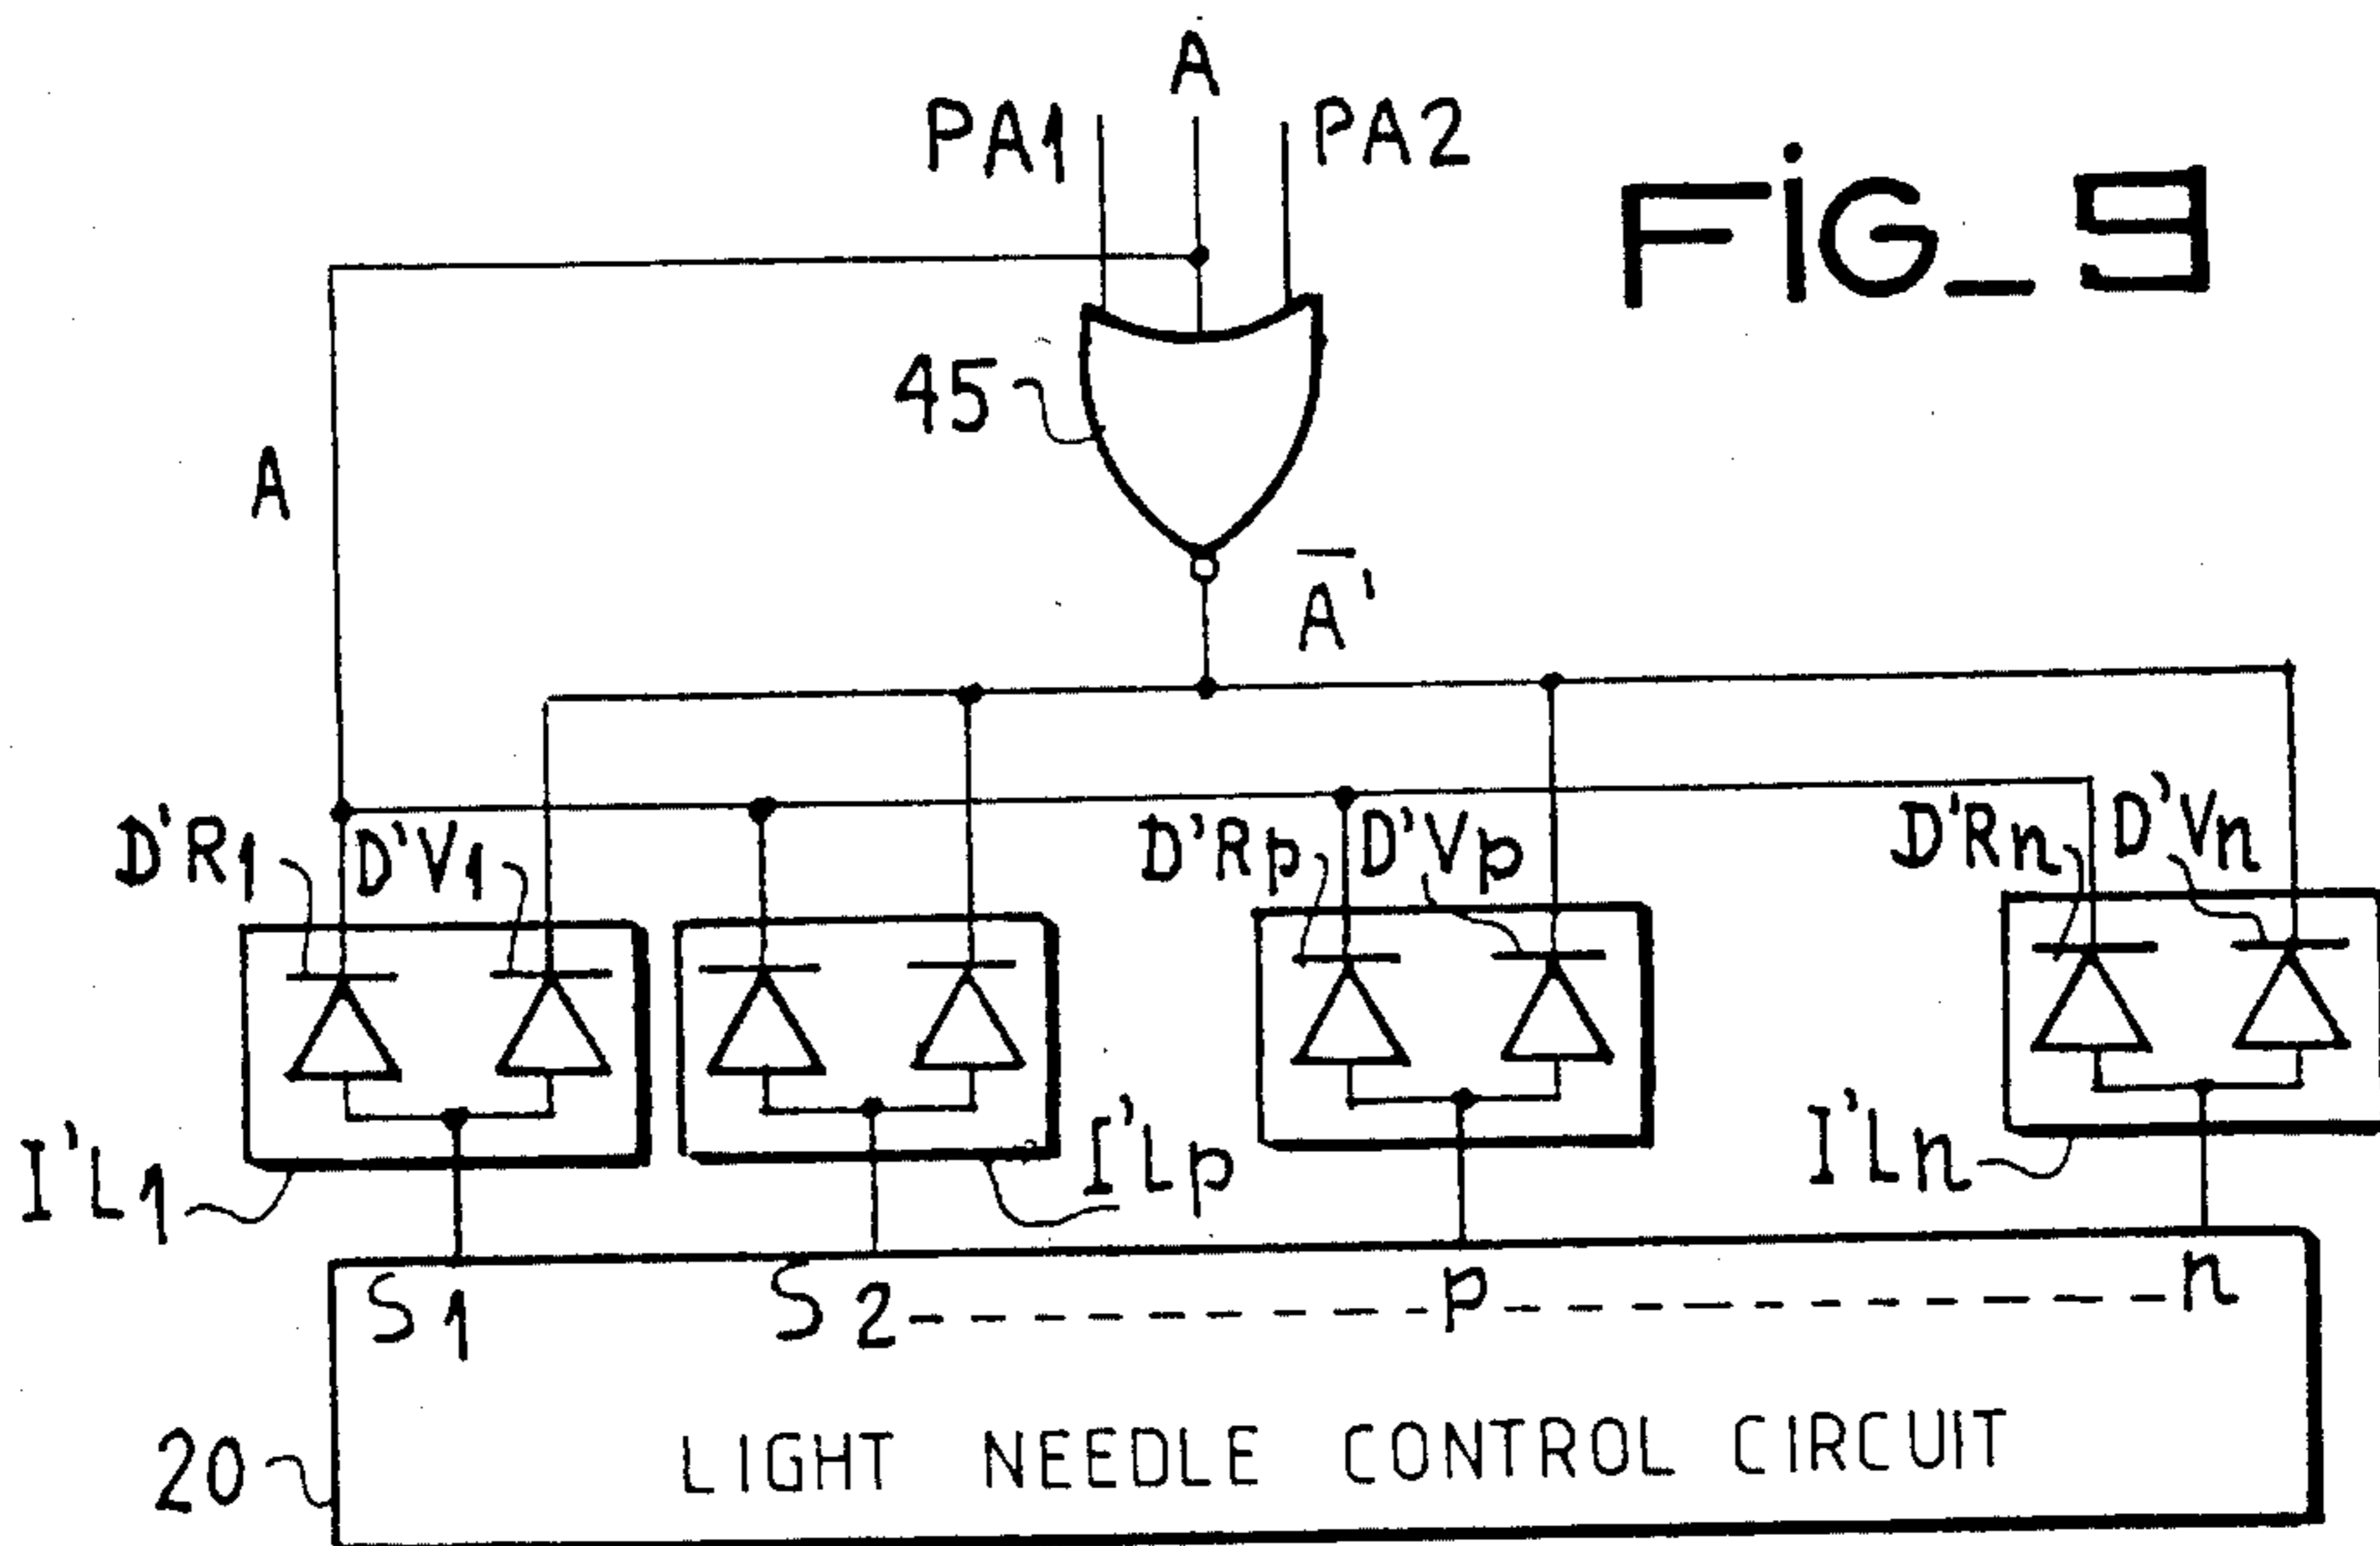 A
PA1
PA2
FiG_9
45
A
A̅'
D'R1
D'V1
D'Rp
D'Vp
D'Rn
D'Vn
I'L1
I'Lp
I'Ln
S1
S2
p
n
20
LIGHT NEEDLE CONTROL CIRCUIT